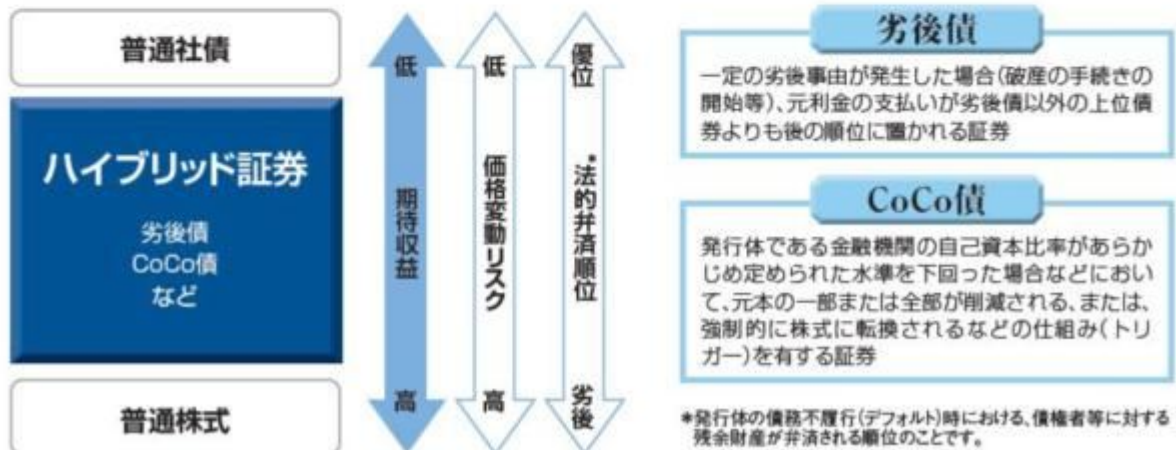 普通社債
ハイブリッド証券
劣後債
CoCo債
など
普通株式
低
期待収益
高
低
価格変動リスク
高
優位
*法的弁済順位
劣後
劣後債
一定の劣後事由が発生した場合(破産の手続きの
開始等)、元利金の支払いが劣後債以外の上位債
券よりも後の順位に置かれる証券
CoCo債
発行体である金融機関の自己資本比率があらか
じめ定められた水準を下回った場合などにおい
て、元本の一部または全部が削減される、または、
強制的に株式に転換されるなどの仕組み(トリ
ガー)を有する証券
*発行体の債務不履行(デフォルト)時における、債権者等に対する
残余財産が弁済される順位のことです。